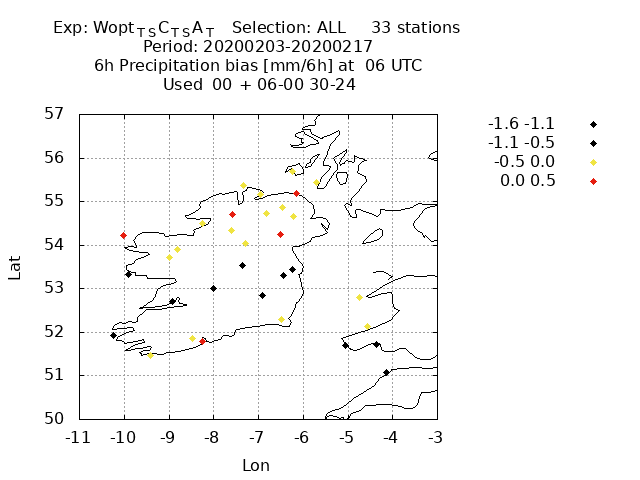 Exp: WoptTSCTSAT Selection: ALL 33 stations
Period: 20200203-20200217
6h Precipitation bias [mm/6h] at 06 UTC
Used 00 + 06-00 30-24
-1.6 -1.1
-1.1 -0.5
-0.5 0.0
0.0 0.5
Lat
57
56
55
54
53
52
51
50
-11 -10 -9 -8 -7 -6 -5 -4 -3
Lon